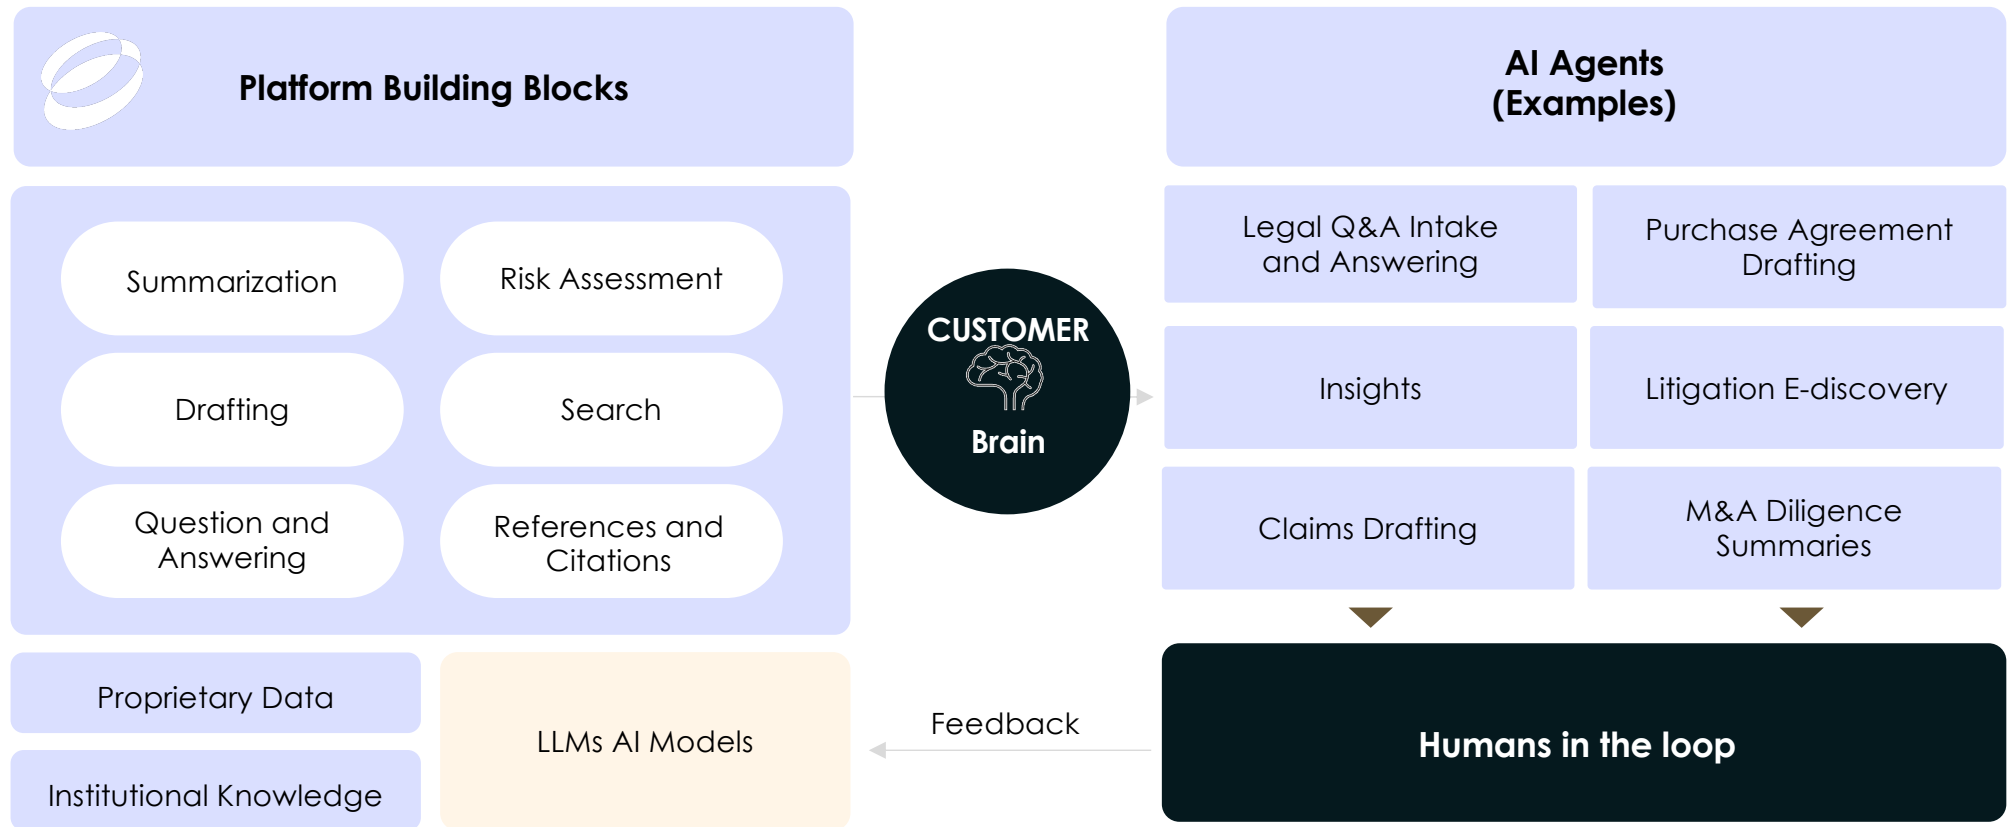 Platform Building Blocks
AI Agents
(Examples)
Summarization
Risk Assessment
Drafting
Search
Question and
Answering
References and
Citations
CUSTOMER
Brain
Legal Q&A Intake
and Answering
Purchase Agreement
Drafting
Insights
Litigation E-discovery
Claims Drafting
M&A Diligence
Summaries
Proprietary Data
Institutional Knowledge
LLMs AI Models
Feedback
Humans in the loop